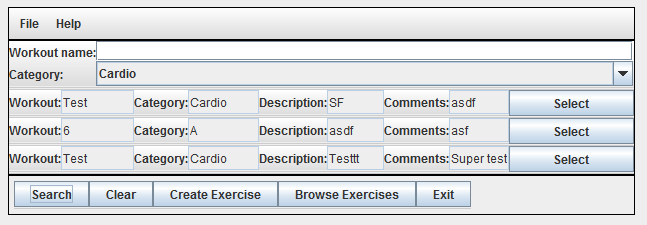 File Help
Workout name:
Category: Cardio
Workout: Test Category: Cardio Description: SF Comments: asdf Select
Workout: 6 Category: A Description: asdf Comments: asf Select
Workout: Test Category: Cardio Description: Testtt Comments: Super test Select
Search Clear Create Exercise Browse Exercises Exit